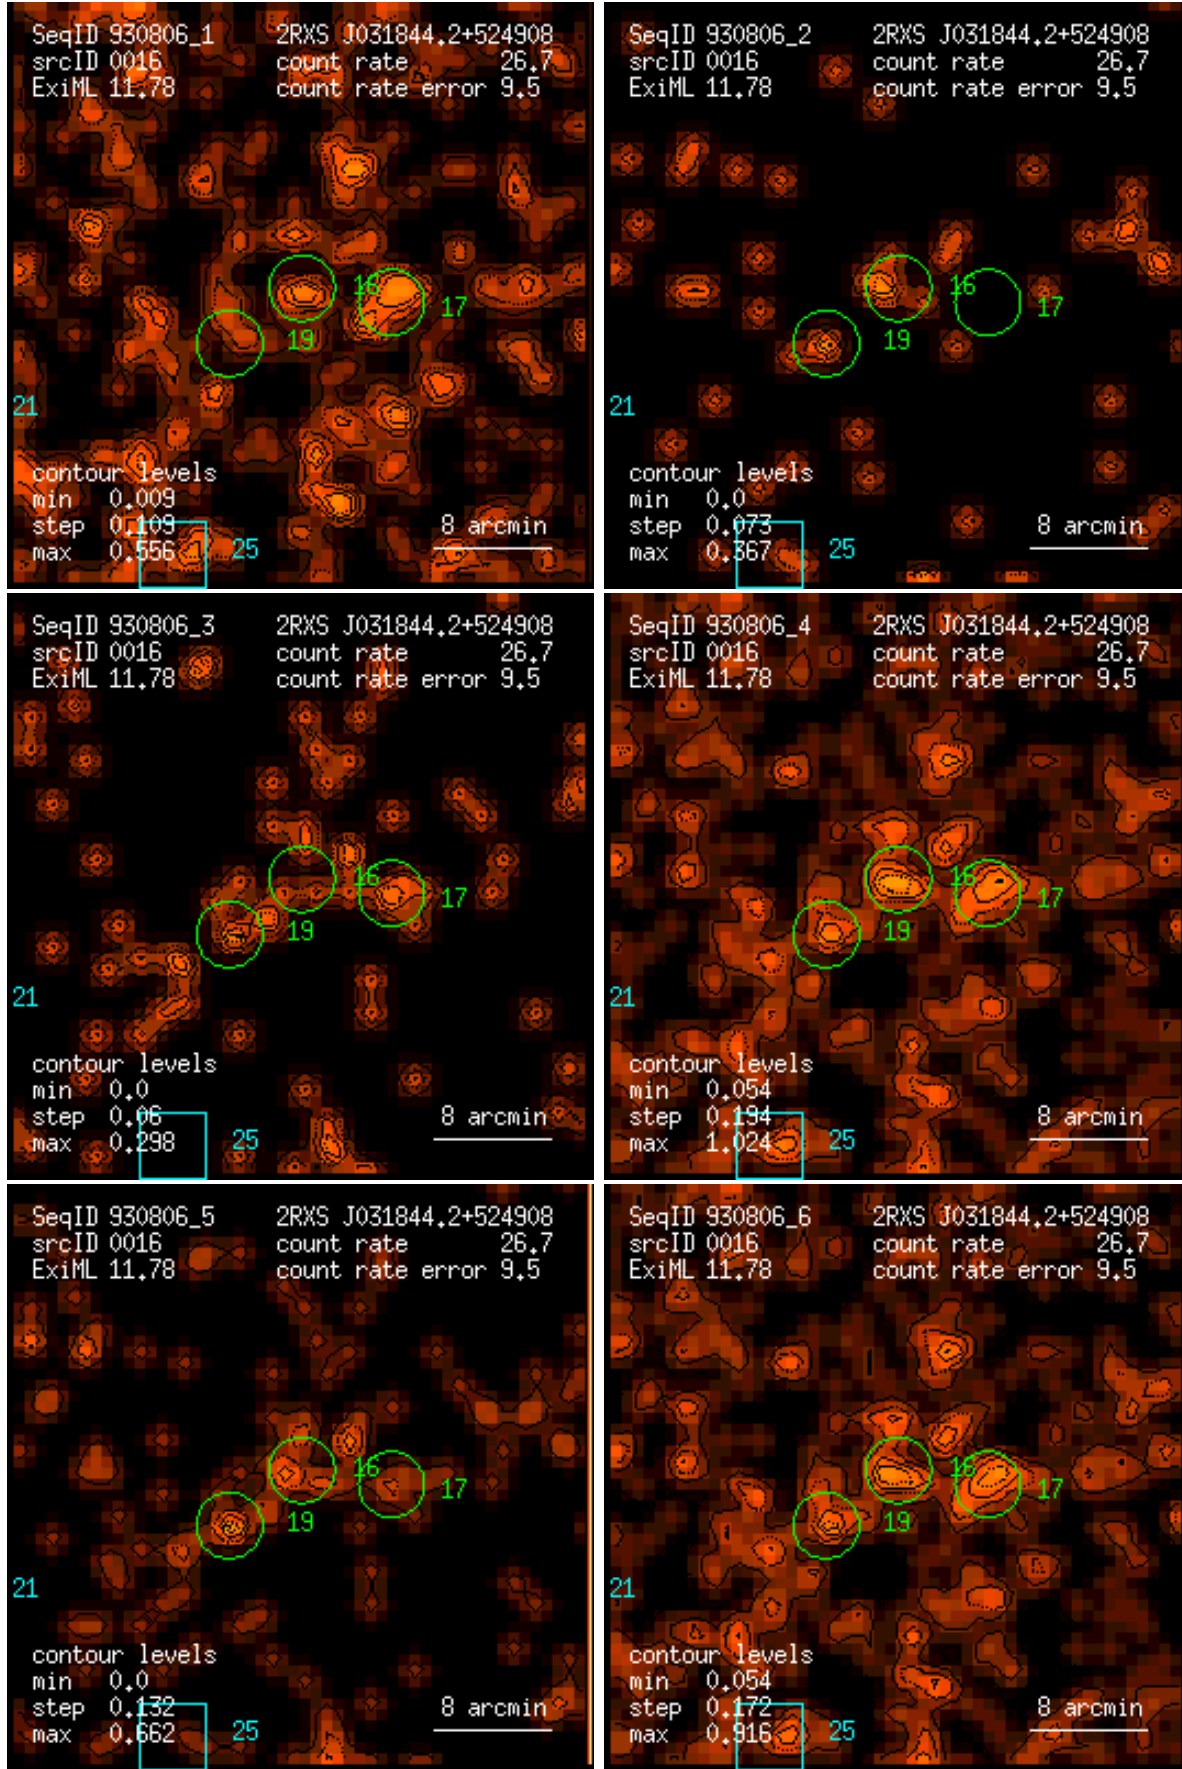 SeqID 930806_1 2RXS J031844.2+524908
srcID 0016 count rate 26.7
ExiML 11.78 count rate error 9.5
16
17
19
21
contour levels
min 0.009
step 0.109
max 0.556
25
8 arcmin
SeqID 930806_2 2RXS J031844.2+524908
srcID 0016 count rate 26.7
ExiML 11.78 count rate error 9.5
16
17
19
21
contour levels
min 0.0
step 0.073
max 0.367
25
8 arcmin
SeqID 930806_3 2RXS J031844.2+524908
srcID 0016 count rate 26.7
ExiML 11.78 count rate error 9.5
16
17
19
21
contour levels
min 0.0
step 0.06
max 0.298
25
8 arcmin
SeqID 930806_4 2RXS J031844.2+524908
srcID 0016 count rate 26.7
ExiML 11.78 count rate error 9.5
16
17
19
21
contour levels
min 0.054
step 0.194
max 1.024
25
8 arcmin
SeqID 930806_5 2RXS J031844.2+524908
srcID 0016 count rate 26.7
ExiML 11.78 count rate error 9.5
16
17
19
21
contour levels
min 0.0
step 0.132
max 0.662
25
8 arcmin
SeqID 930806_6 2RXS J031844.2+524908
srcID 0016 count rate 26.7
ExiML 11.78 count rate error 9.5
16
17
19
21
contour levels
min 0.054
step 0.172
max 0.916
25
8 arcmin